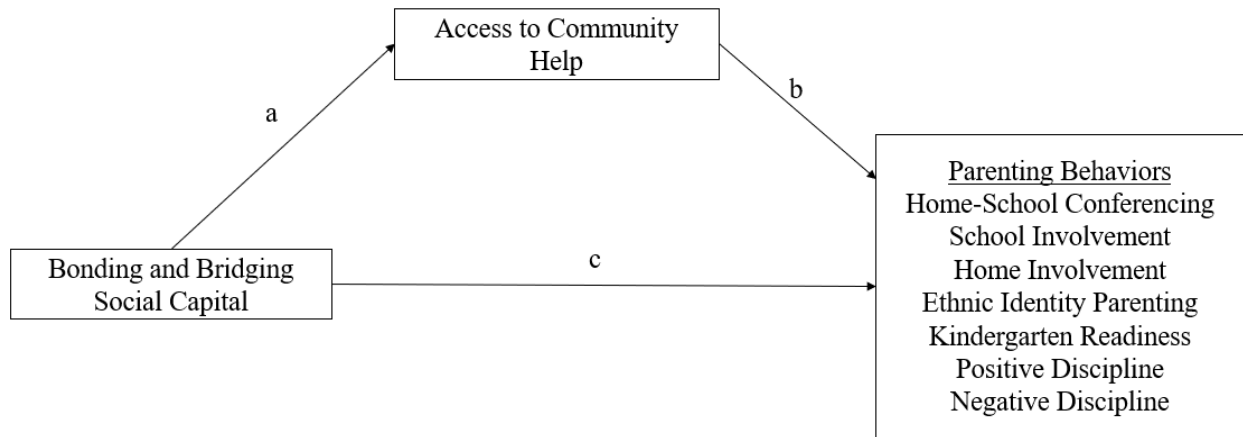 Access to Community
Help
a
b
Parenting Behaviors
Home-School Conferencing
School Involvement
Home Involvement
Ethnic Identity Parenting
Kindergarten Readiness
Positive Discipline
Negative Discipline
c
Bonding and Bridging
Social Capital